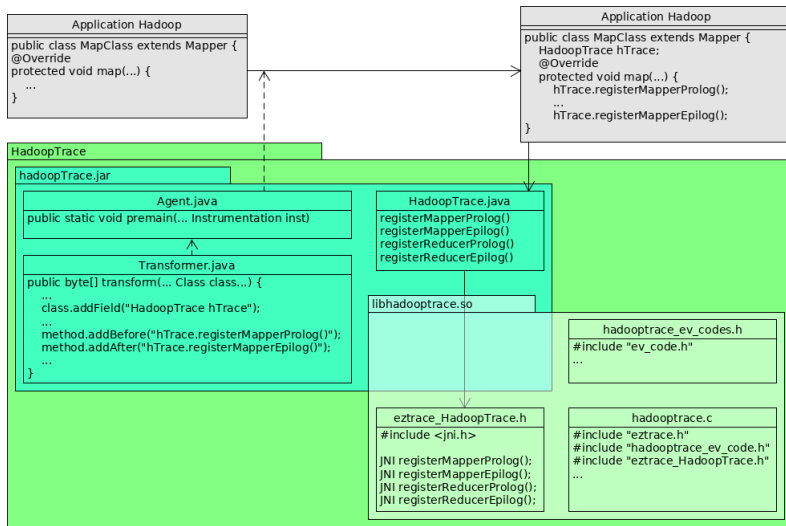 Application Hadoop
public class MapClass extends Mapper {
@Override
protected void map(...) {
...
}
Application Hadoop
public class MapClass extends Mapper {
HadoopTrace hTrace;
@Override
protected void map(...) {
hTrace.registerMapperProlog();
...
hTrace.registerMapperEpilog();
}
HadoopTrace
hadoopTrace.jar
Agent.java
public static void premain(... Instrumentation inst)
Transformer.java
public byte[] transform(... Class class...) {
...
class.addField("HadoopTrace hTrace");
...
method.addBefore("hTrace.registerMapperProlog()");
method.addAfter("hTrace.registerMapperEpilog()");
...
}
HadoopTrace.java
registerMapperProlog()
registerMapperEpilog()
registerReducerProlog()
registerReducerEpilog()
libhadooptrace.so
hadooptrace_ev_codes.h
#include "ev_code.h"
...
eztrace_HadoopTrace.h
#include <jni.h>
JNI registerMapperProlog();
JNI registerMapperEpilog();
JNI registerReducerProlog();
JNI registerReducerEpilog();
hadooptrace.c
#include "eztrace.h"
#include "hadooptrace_ev_code.h"
#include "eztrace_HadoopTrace.h"
...